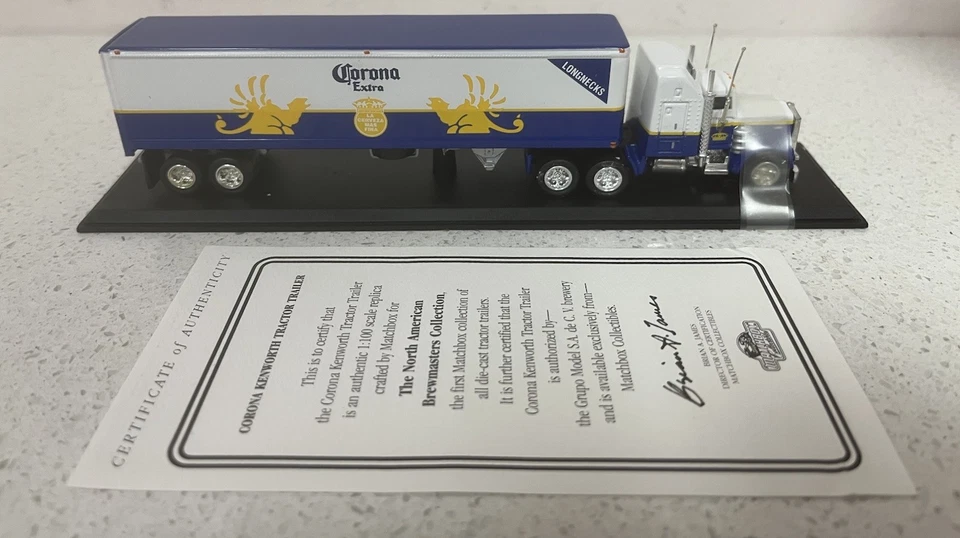 Corona
Extra
LA
CERVEZA
MAS
FINA
LONGNECKS
CERTIFICATE of AUTHENTICITY
CORONA KENWORTH TRACTOR TRAILER
This is to certify that
the Corona Kenworth Tractor Trailer
is an authentic 1:100 scale replica
crafted by Matchbox for
The North American
Brewmasters Collection,
the first Matchbox collection of
all die-cast tractor trailers.
It is further certified that the
Corona Kenworth Tractor Trailer
is authorized by—
the Grupo Model S.A. de C.V. brewery
and is available exclusively from—
Matchbox Collectibles.
Brian A James
BRIAN A. JAMES
DIRECTOR OF CERTIFICATION
MATCHBOX COLLECTIBLES